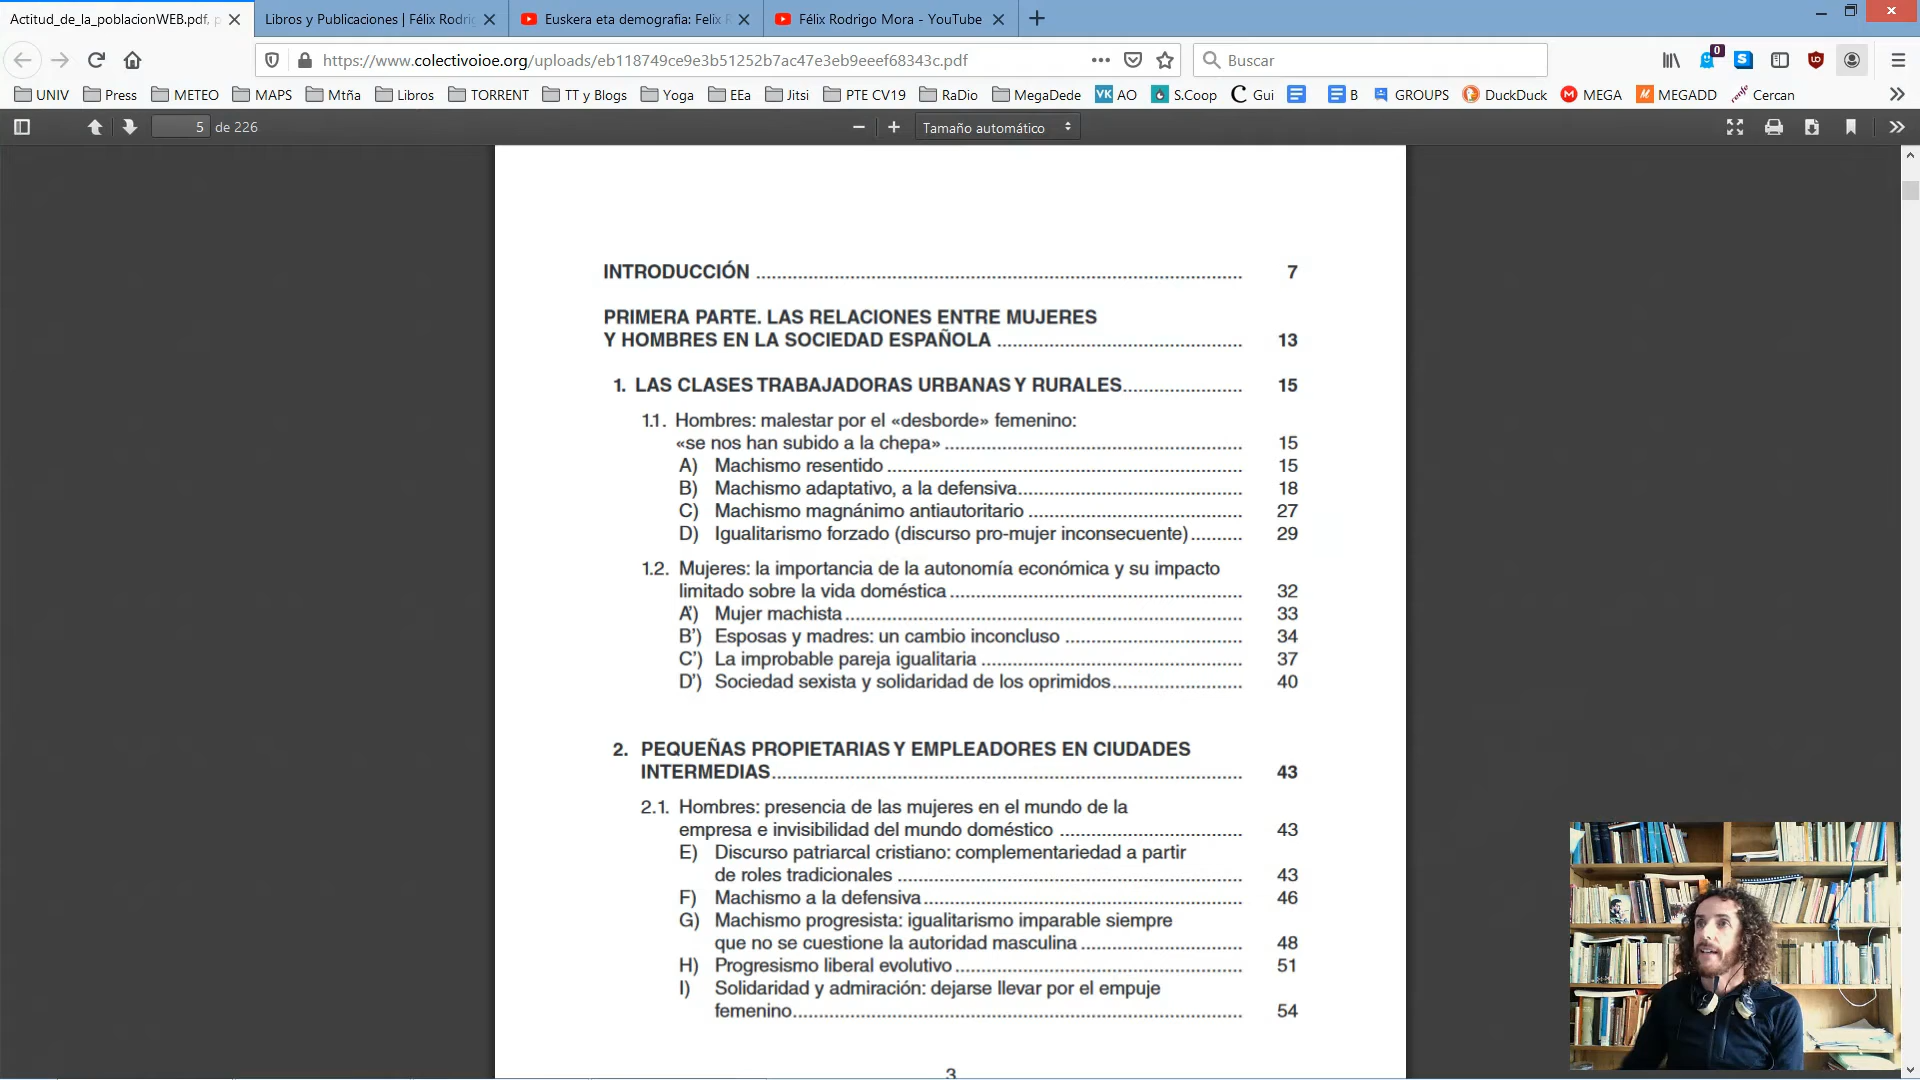 Actitud_de_la_poblacionWEB.pdf, p
Libros y Publicaciones | Félix Rodrig
Euskera eta demografia: Felix R
Félix Rodrigo Mora - YouTube
https://www.colectivoioe.org/uploads/eb118749ce9e3b51252b7ac47e3eb9eeef68343c.pdf
Buscar
0
UNIV Press METEO MAPS Mtña Libros TORRENT TT y Blogs Yoga EEa Jitsi PTE CV19 RaDio MegaDede AO S.Coop Gui B GROUPS DuckDuck MEGA MEGADD Cercan
5 de 226
Tamaño automático
INTRODUCCIÓN .......... 7
PRIMERA PARTE. LAS RELACIONES ENTRE MUJERES
Y HOMBRES EN LA SOCIEDAD ESPAÑOLA .......... 13
1. LAS CLASES TRABAJADORAS URBANAS Y RURALES.......... 15
1.1. Hombres: malestar por el «desborde» femenino:
«se nos han subido a la chepa» .......... 15
A) Machismo resentido .......... 15
B) Machismo adaptativo, a la defensiva.......... 18
C) Machismo magnánimo antiautoritario .......... 27
D) Igualitarismo forzado (discurso pro-mujer inconsecuente).......... 29
1.2. Mujeres: la importancia de la autonomía económica y su impacto
limitado sobre la vida doméstica .......... 32
A') Mujer machista .......... 33
B') Esposas y madres: un cambio inconcluso .......... 34
C') La improbable pareja igualitaria .......... 37
D') Sociedad sexista y solidaridad de los oprimidos.......... 40
2. PEQUEÑAS PROPIETARIAS Y EMPLEADORES EN CIUDADES
INTERMEDIAS.......... 43
2.1. Hombres: presencia de las mujeres en el mundo de la
empresa e invisibilidad del mundo doméstico .......... 43
E) Discurso patriarcal cristiano: complementariedad a partir
de roles tradicionales .......... 43
F) Machismo a la defensiva .......... 46
G) Machismo progresista: igualitarismo imparable siempre
que no se cuestione la autoridad masculina .......... 48
H) Progresismo liberal evolutivo .......... 51
I) Solidaridad y admiración: dejarse llevar por el empuje
femenino.......... 54
3